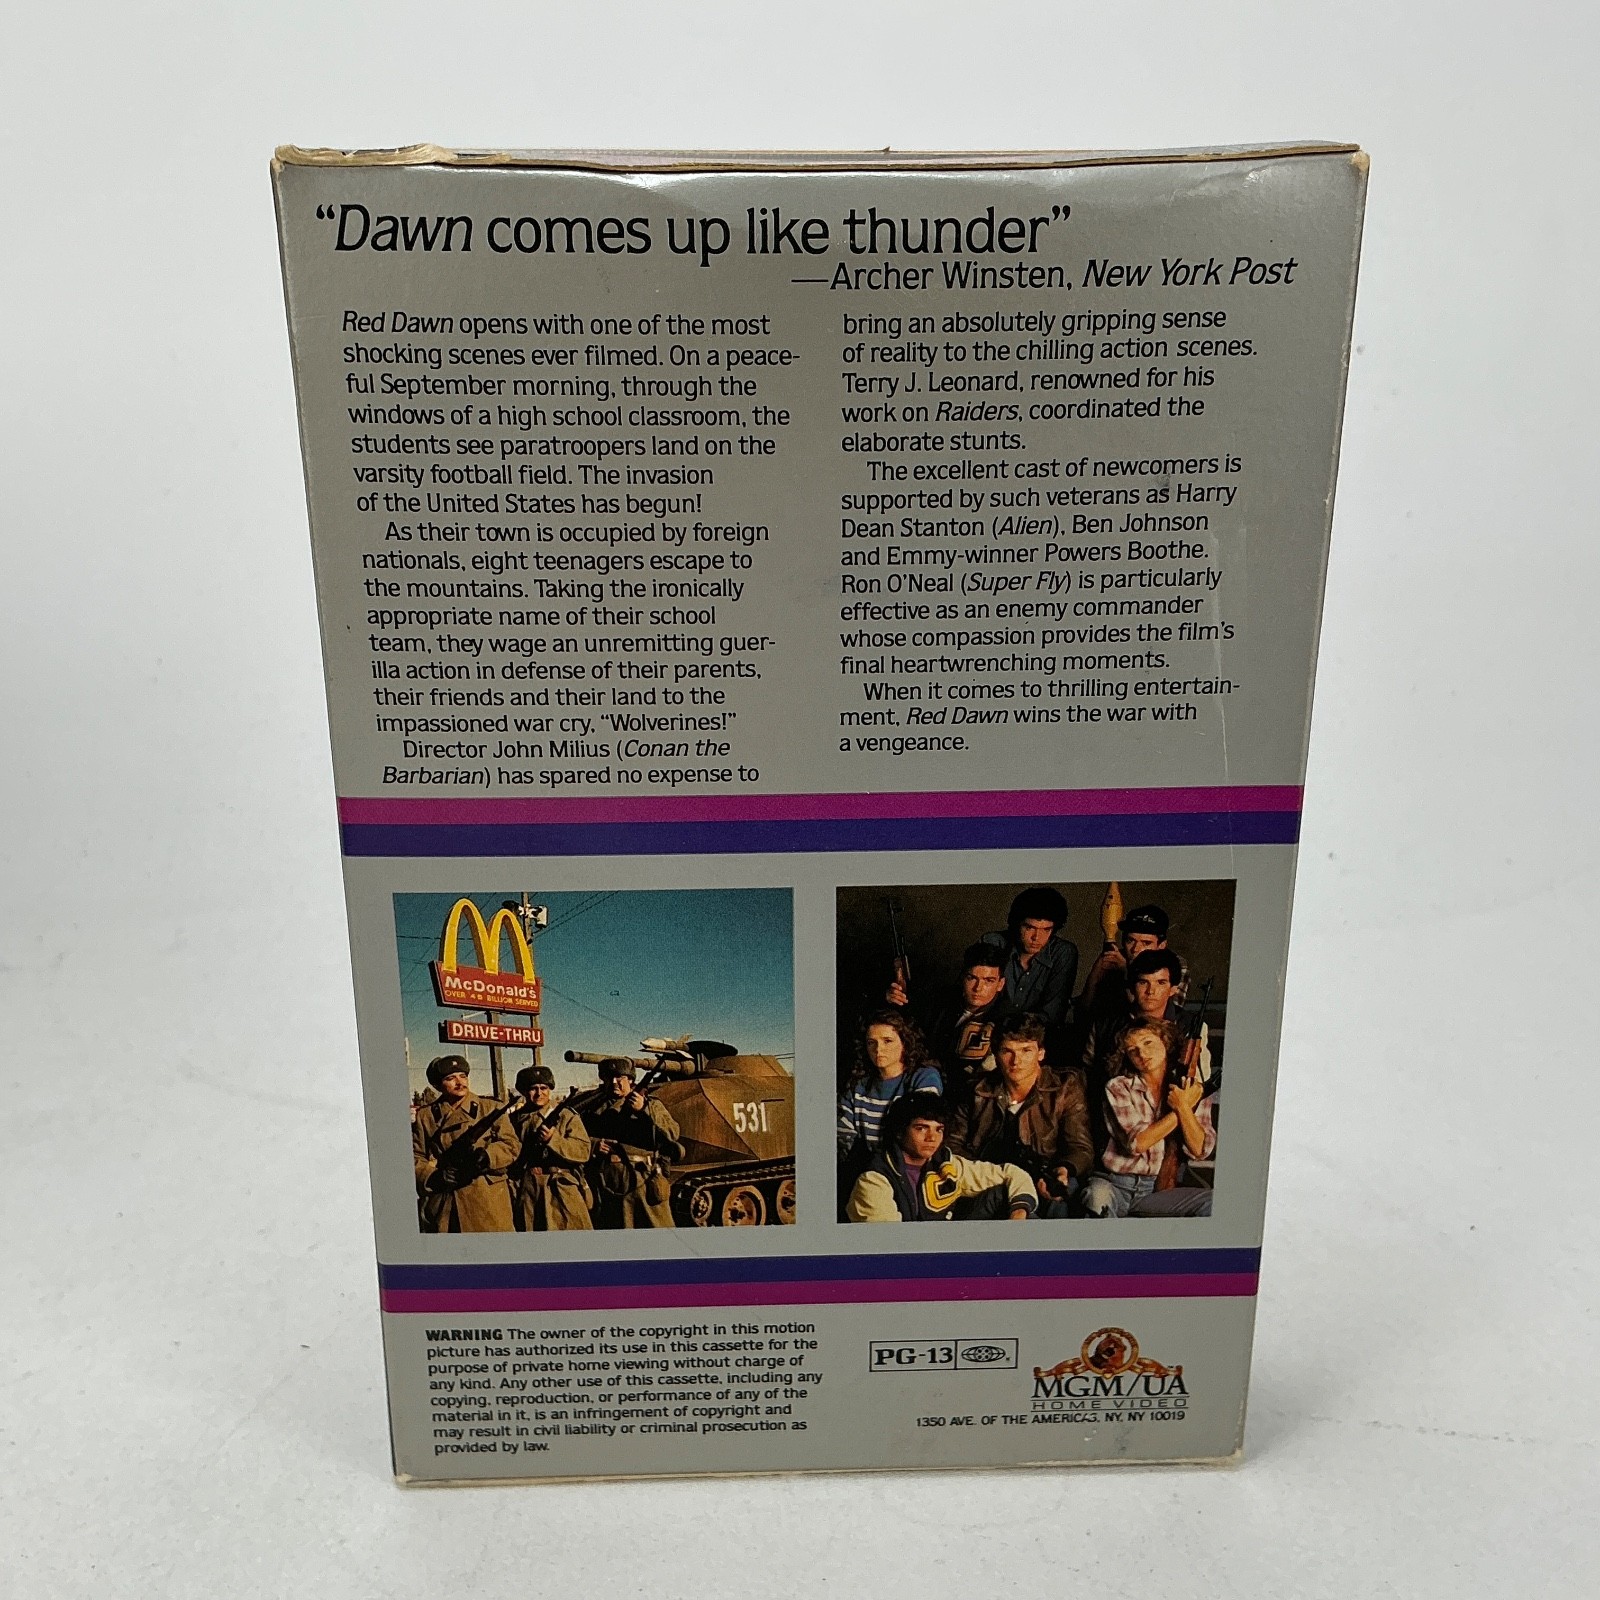 “Dawn comes up like thunder”
—Archer Winsten, New York Post
Red Dawn opens with one of the most
shocking scenes ever filmed. On a peace-
ful September morning, through the
windows of a high school classroom, the
students see paratroopers land on the
varsity football field. The invasion
of the United States has begun!
As their town is occupied by foreign
nationals, eight teenagers escape to
the mountains. Taking the ironically
appropriate name of their school
team, they wage an unremitting guer-
illa action in defense of their parents,
their friends and their land to the
impassioned war cry, “Wolverines!”
Director John Milius (Conan the
Barbarian) has spared no expense to
bring an absolutely gripping sense
of reality to the chilling action scenes.
Terry J. Leonard, renowned for his
work on Raiders, coordinated the
elaborate stunts.
The excellent cast of newcomers is
supported by such veterans as Harry
Dean Stanton (Alien), Ben Johnson
and Emmy-winner Powers Boothe.
Ron O’Neal (Super Fly) is particularly
effective as an enemy commander
whose compassion provides the film’s
final heartwrenching moments.
When it comes to thrilling entertain-
ment, Red Dawn wins the war with
a vengeance.
McDonald's
OVER 45 BILLION SERVED
DRIVE-THRU
531
C
C
WARNING The owner of the copyright in this motion
picture has authorized its use in this cassette for the
purpose of private home viewing without charge of
any kind. Any other use of this cassette, including any
copying, reproduction, or performance of any of the
material in it, is an infringement of copyright and
may result in civil liability or criminal prosecution as
provided by law.
PG-13
MGM/UA
HOME VIDEO
1350 AVE. OF THE AMERICAS, NY, NY 10019